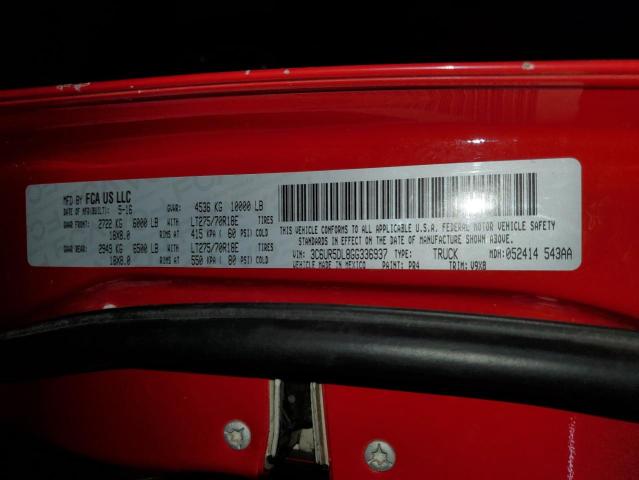 MFD BY FCA US LLC
DATE OF MFR(BUILT): 5-16 GVWR: 4536 KG 10000 LB
GAWR FRONT: 2722 KG 6000 LB WITH LT275/70R18E TIRES
18X8.0 RIMS AT 415 KPA ( 60 PSI) COLD
GAWR REAR: 2949 KG 6500 LB WITH LT275/70R18E TIRES
18X8.0 RIMS AT 550 KPA ( 80 PSI) COLD
THIS VEHICLE CONFORMS TO ALL APPLICABLE U.S.A. FEDERAL MOTOR VEHICLE SAFETY
STANDARDS IN EFFECT ON THE DATE OF MANUFACTURE SHOWN ABOVE.
VIN: 3C6UR5DL8GG336937 TYPE: TRUCK MDH: 052414 543AA
VEHICLE MADE IN MEXICO PAINT: PR4 TRIM: V9X8